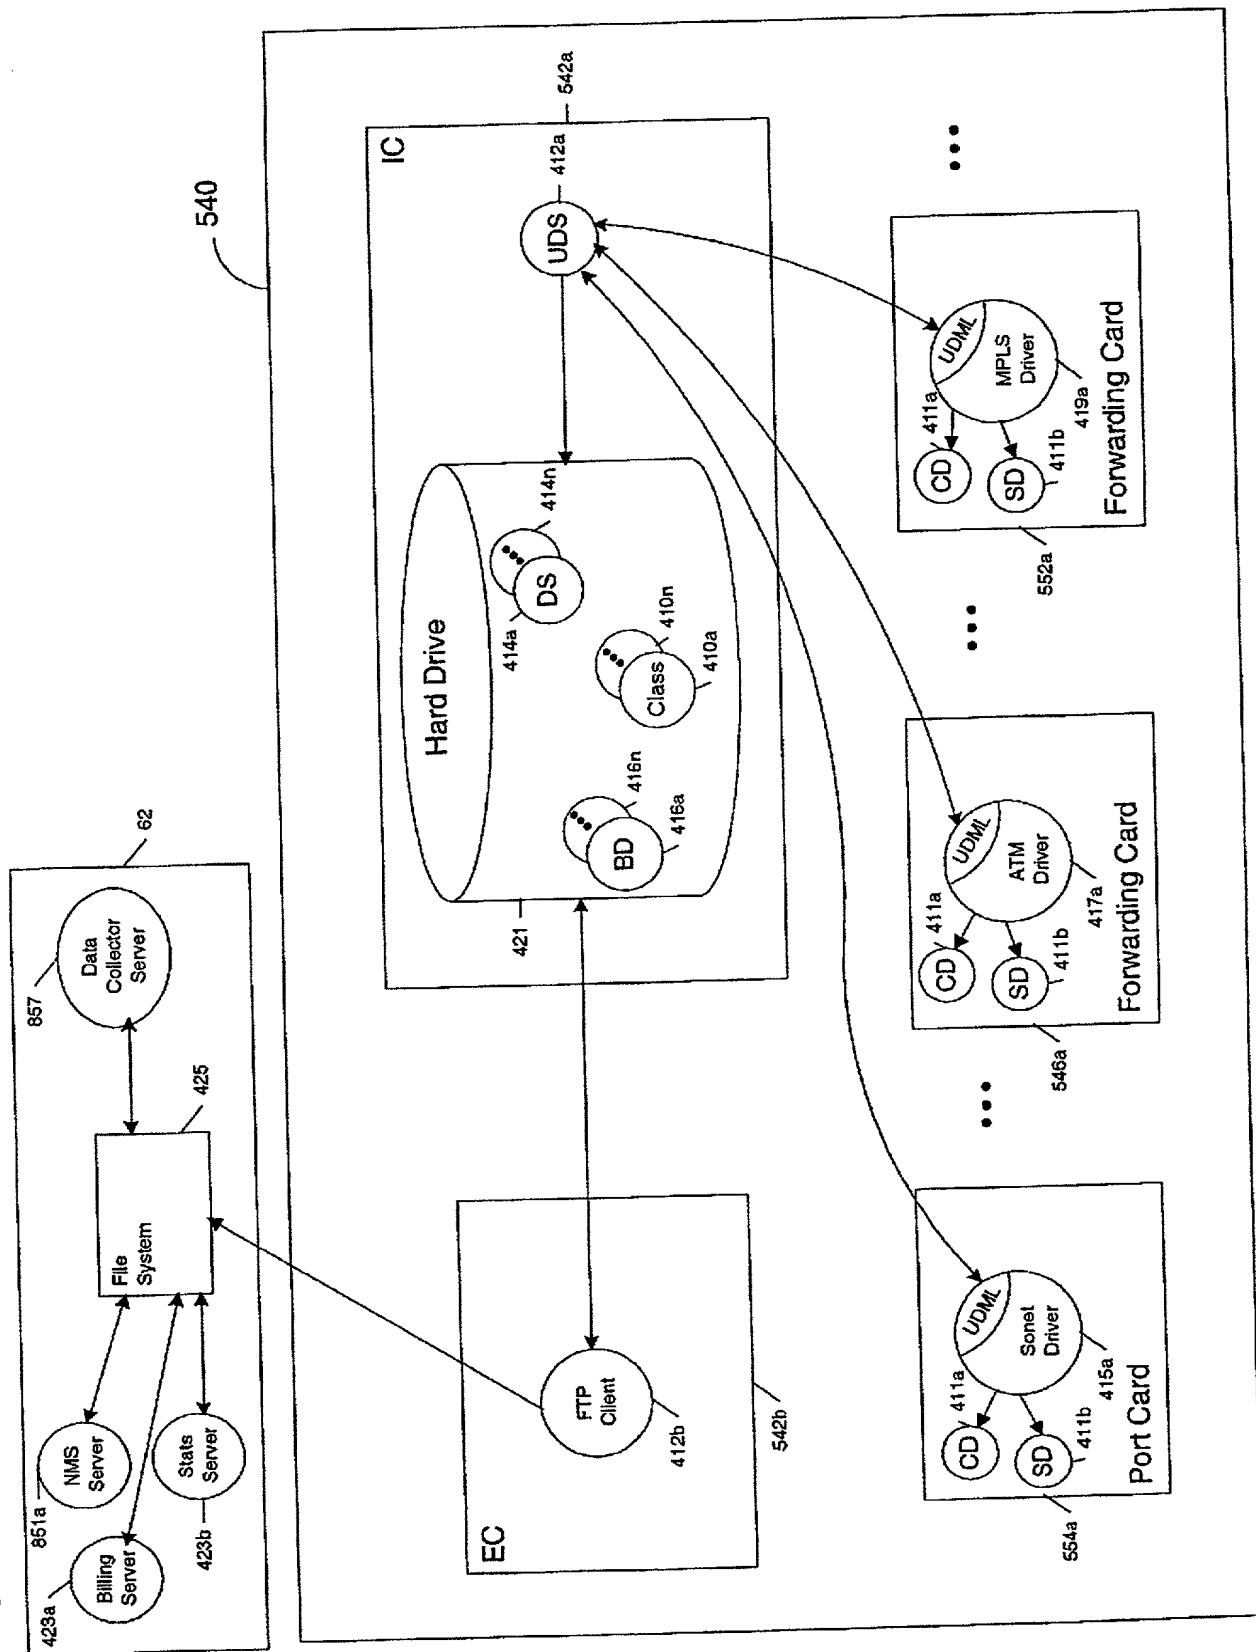 62
857
Data
Collector
Server
425
File
System
851a
NMS
Server
Stats
Server
423b
Billing
Server
423a
540
542a
IC
412a
UDS
Hard Drive
414n
DS
414a
410n
Class
410a
416n
BD
416a
421
EC
FTP
Client
412b
542b
UDML
MPLS
Driver
419a
411a
CD
SD
411b
Forwarding Card
552a
UDML
ATM
Driver
417a
411a
CD
SD
411b
Forwarding Card
546a
UDML
Sonet
Driver
415a
411a
CD
SD
411b
Port Card
554a